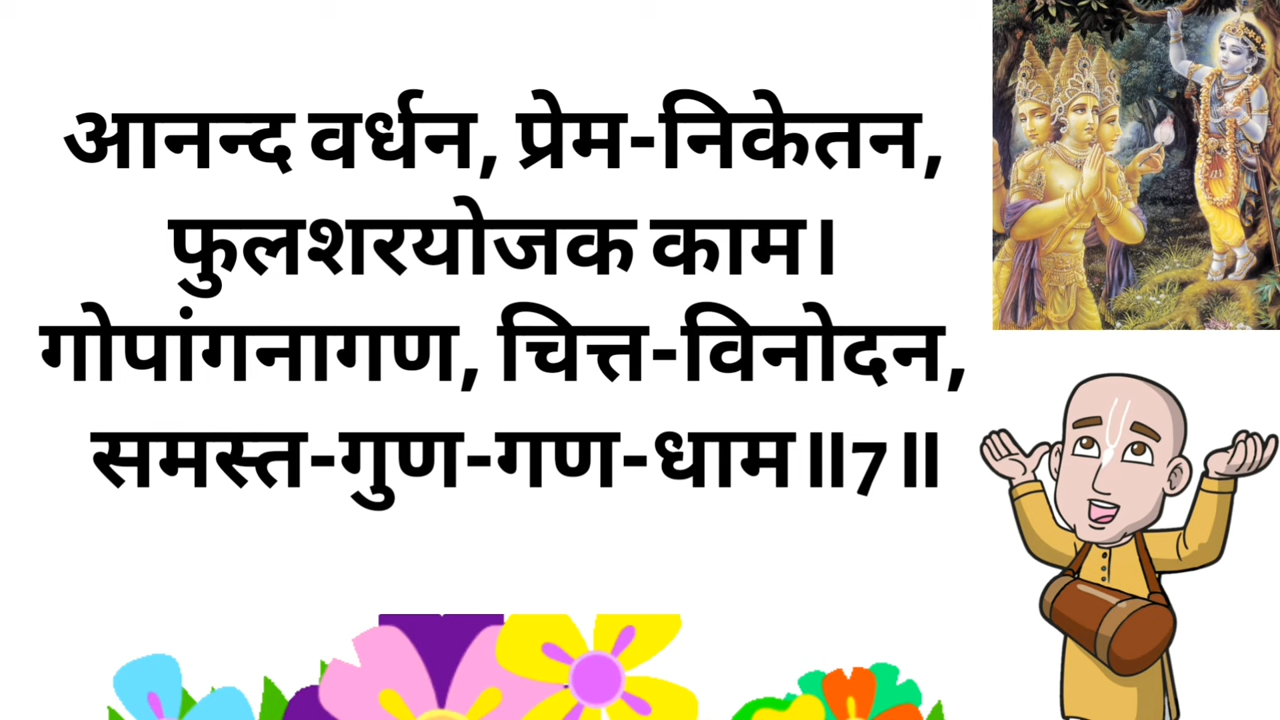 आनन्द वर्धन, प्रेम-निकेतन,
फुलशरयोजक काम।
गोपांगनागण, चित्त-विनोदन,
समस्त-गुण-गण-धाम॥7॥